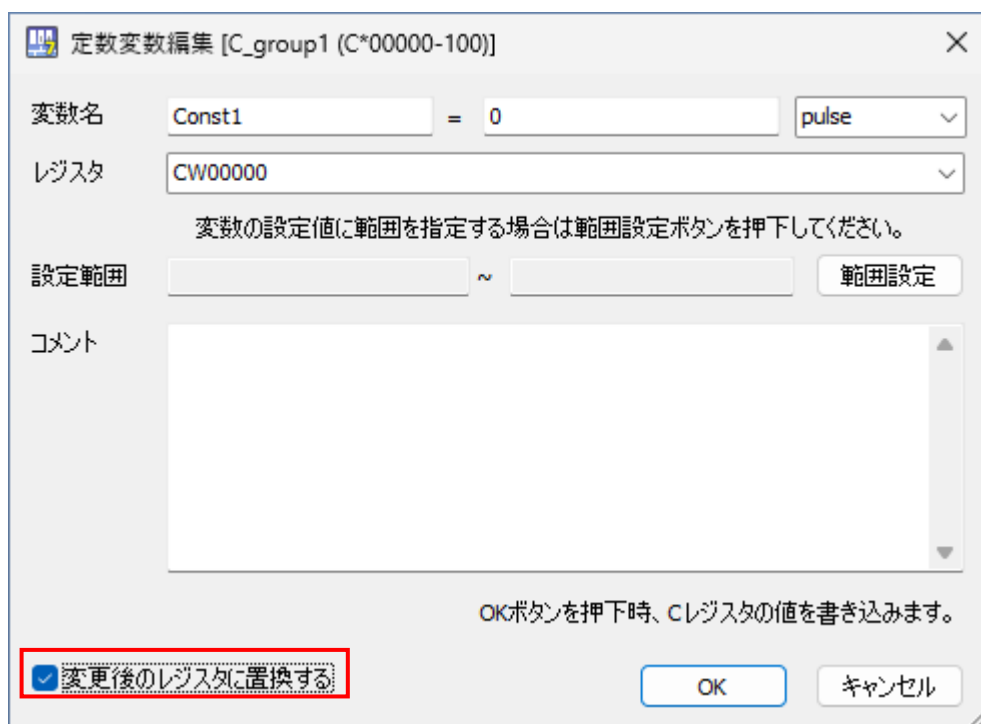 定数変数編集 [C_group1 (C*00000-100)]
変数名 Const1 = 0 pulse
レジスタ CW00000
変数の設定値に範囲を指定する場合は範囲設定ボタンを押下してください。
設定範囲 ~ 範囲設定
コメント
OKボタンを押下時、Cレジスタの値を書き込みます。
変更後のレジスタに置換する OK キャンセル